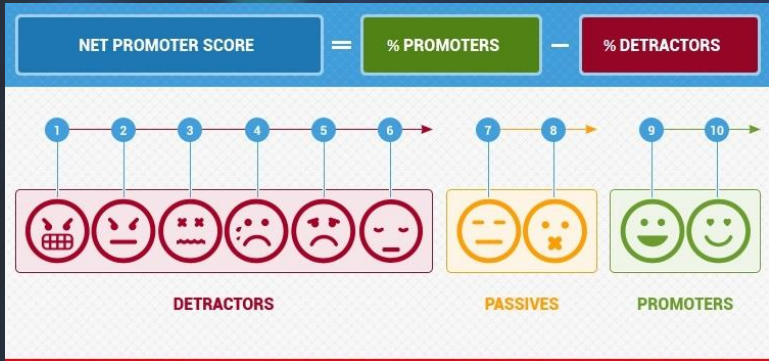 NET PROMOTER SCORE = % PROMOTERS – % DETRACTORS
1 2 3 4 5 6 7 8 9 10
DETRACTORS PASSIVES PROMOTERS